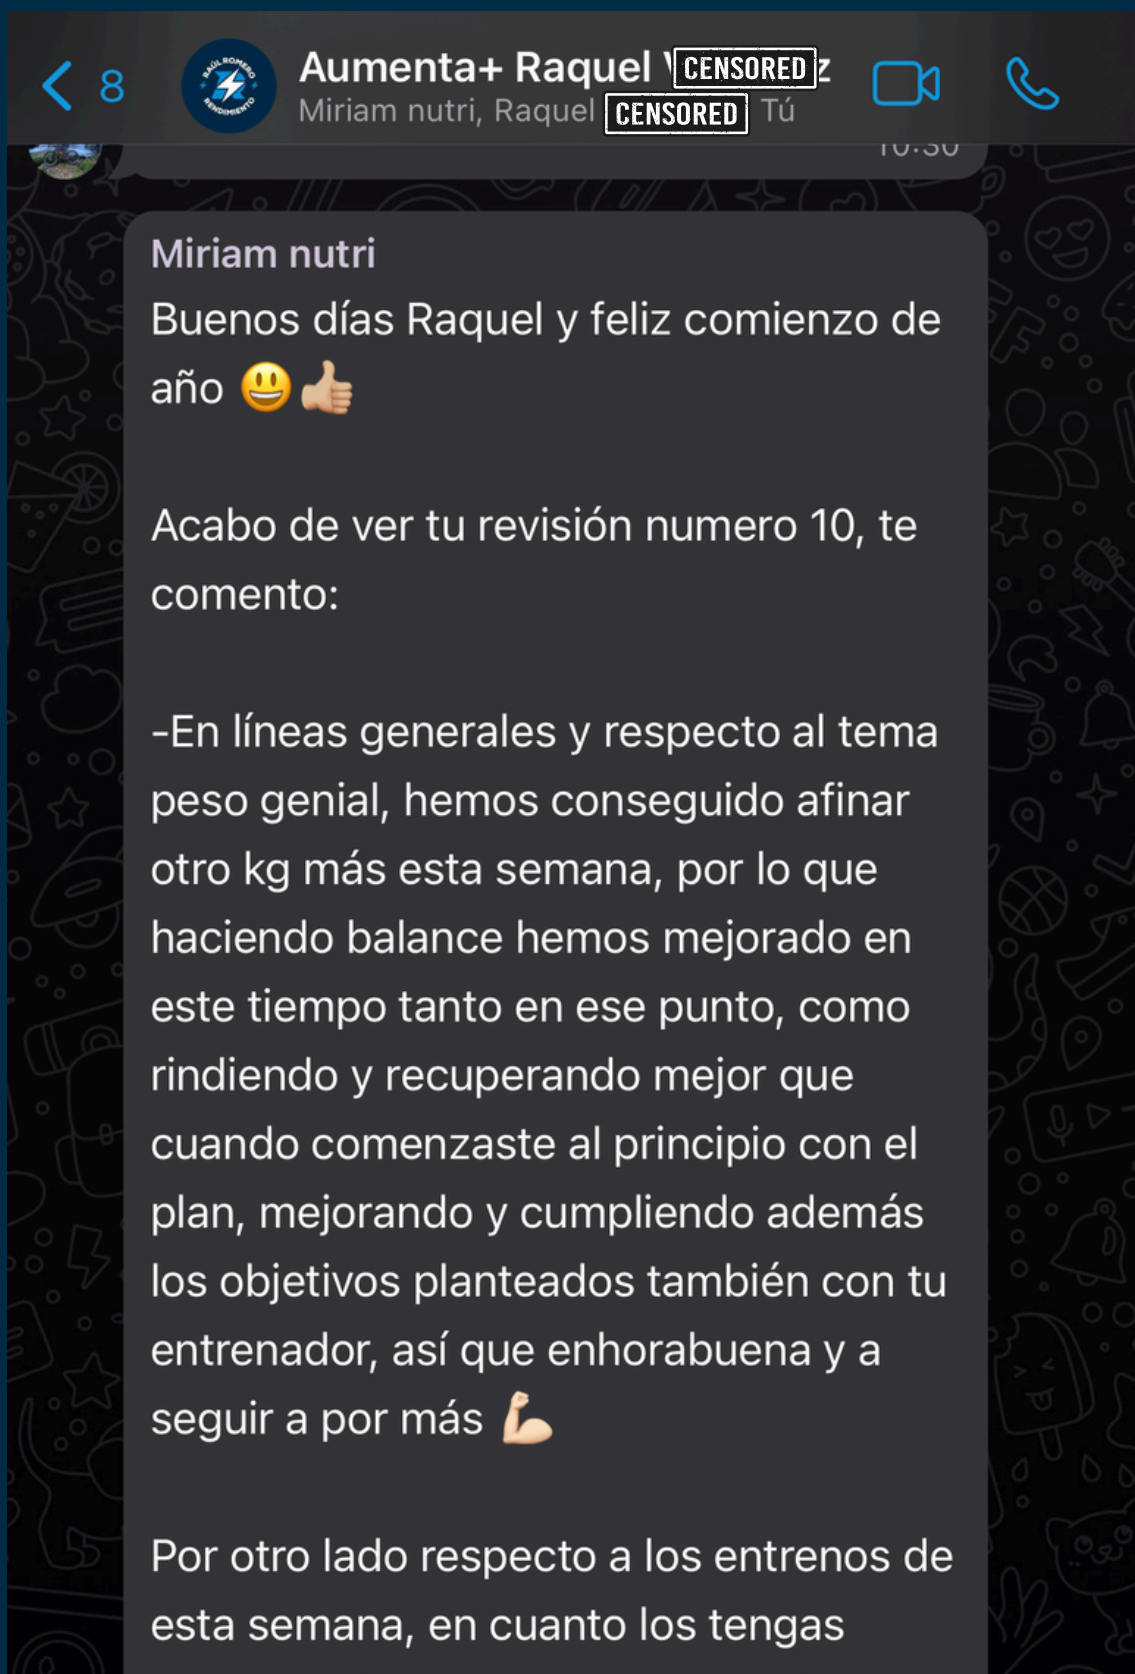 8
RAÚL ROMERO
RENDIMIENTO
Aumenta+ Raquel CENSORED z
Miriam nutri, Raquel CENSORED Tú
10:30
Miriam nutri
Buenos días Raquel y feliz comienzo de
año 😃👍🏼
Acabo de ver tu revisión numero 10, te
comento:
-En líneas generales y respecto al tema
peso genial, hemos conseguido afinar
otro kg más esta semana, por lo que
haciendo balance hemos mejorado en
este tiempo tanto en ese punto, como
rindiendo y recuperando mejor que
cuando comenzaste al principio con el
plan, mejorando y cumpliendo además
los objetivos planteados también con tu
entrenador, así que enhorabuena y a
seguir a por más 💪🏻
Por otro lado respecto a los entrenos de
esta semana, en cuanto los tengas